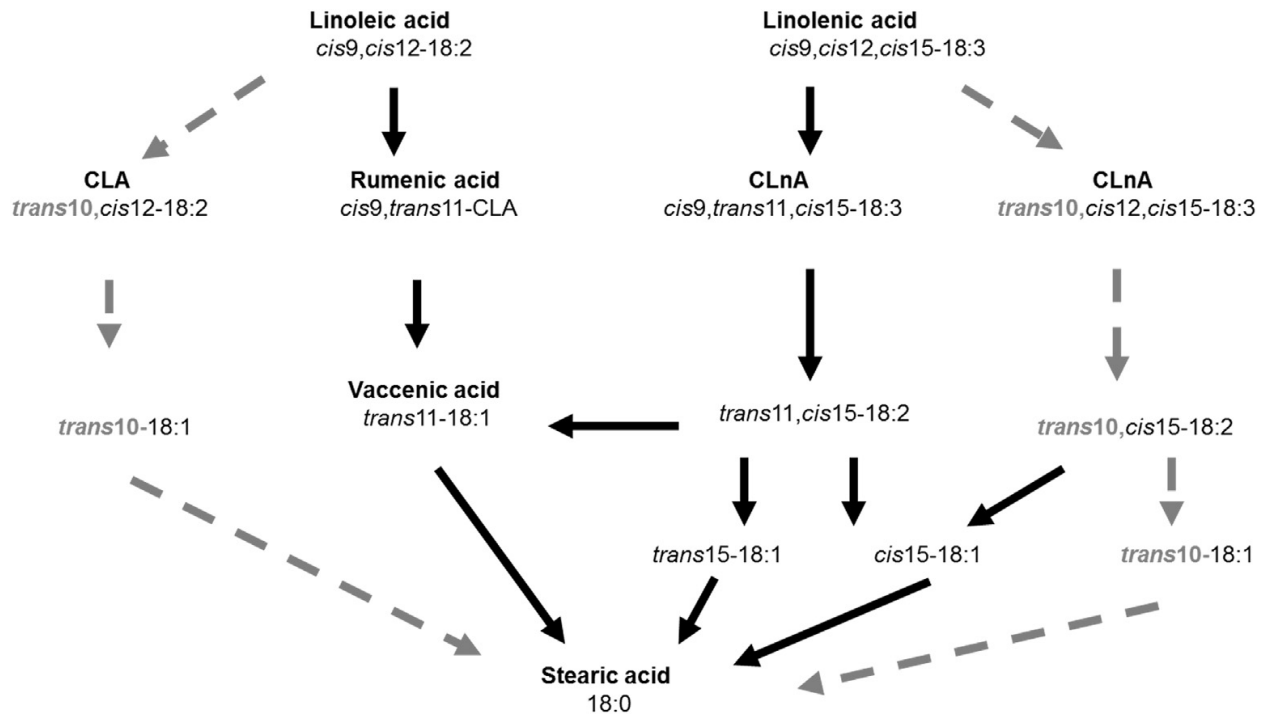 Linoleic acid
cis9,cis12-18:2
Linolenic acid
cis9,cis12,cis15-18:3
CLA
trans10,cis12-18:2
Rumenic acid
cis9,trans11-CLA
CLnA
cis9,trans11,cis15-18:3
CLnA
trans10,cis12,cis15-18:3
trans10-18:1
Vaccenic acid
trans11-18:1
trans11,cis15-18:2
trans10,cis15-18:2
trans15-18:1
cis15-18:1
trans10-18:1
Stearic acid
18:0